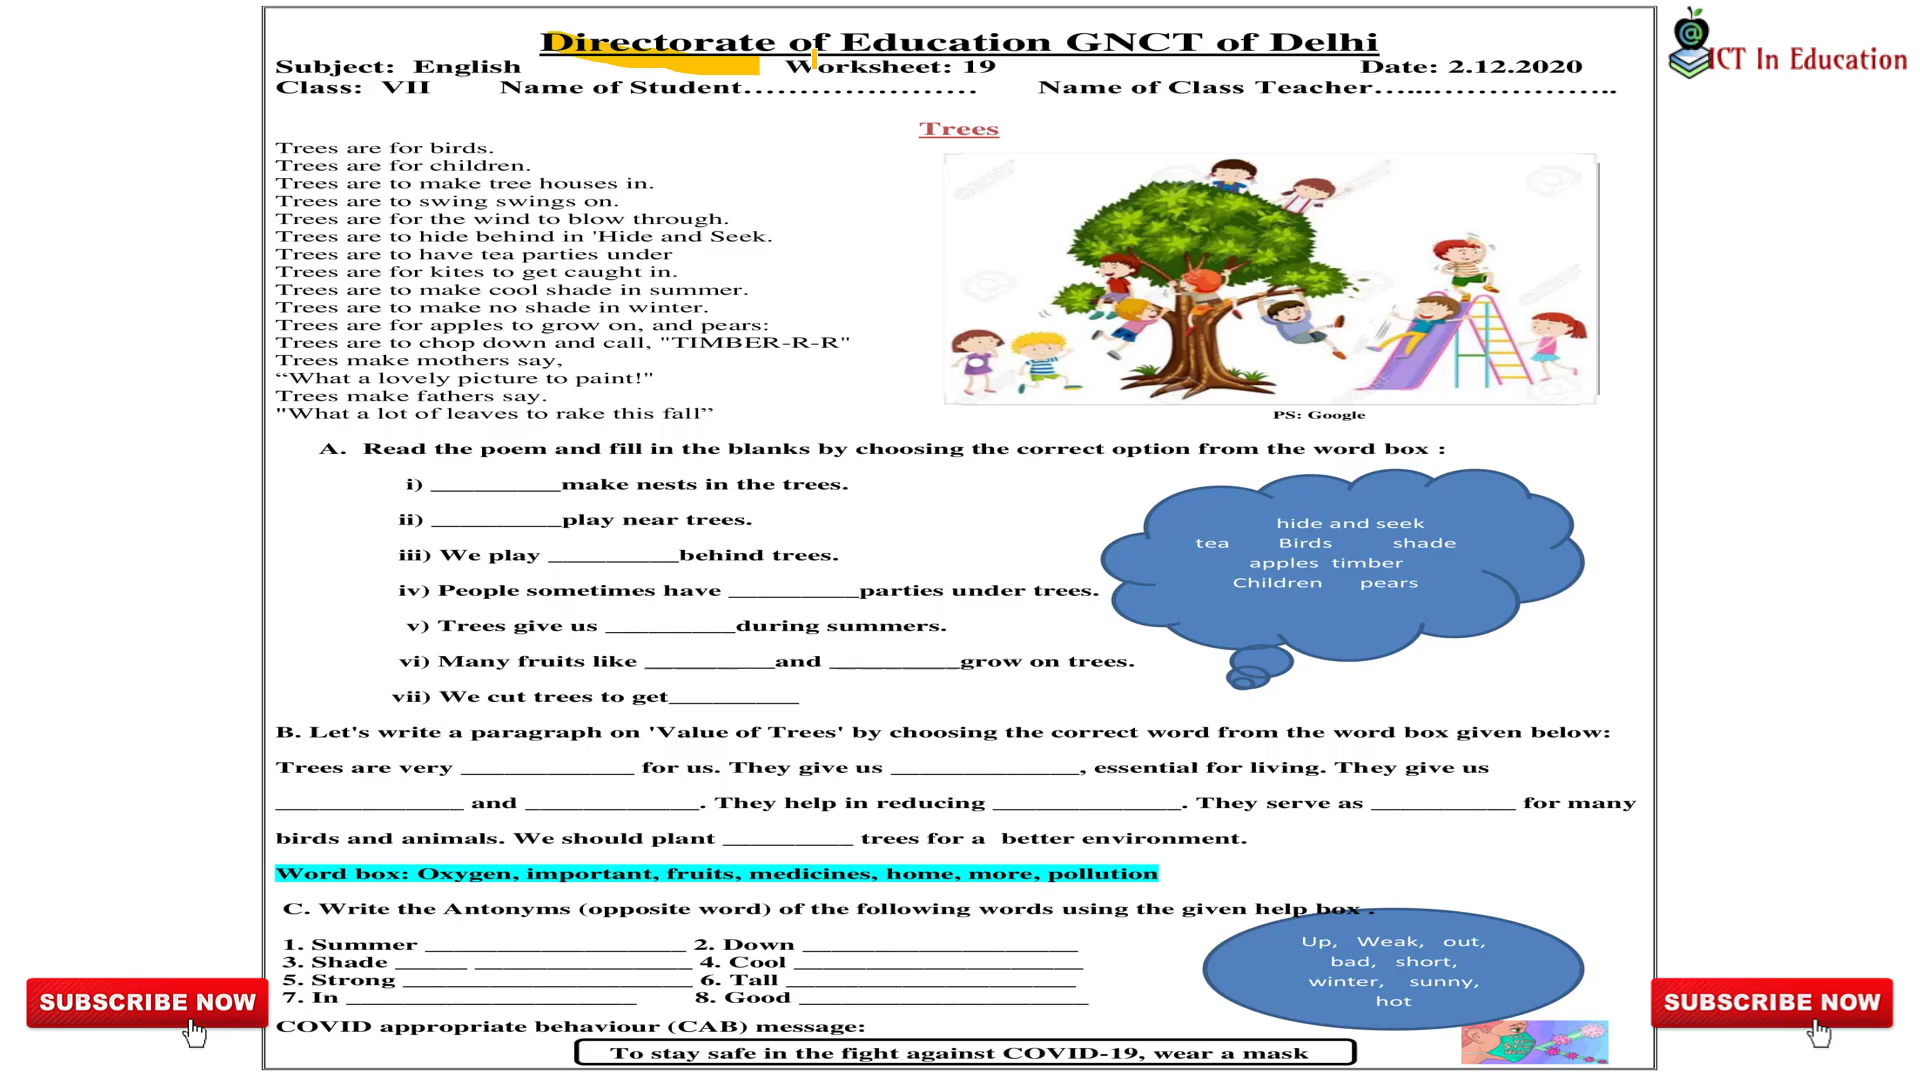 Directorate of Education GNCT of Delhi
ICT In Education
Subject: English Worksheet: 19 Date: 2.12.2020
Class: VII Name of Student………………… Name of Class Teacher…...……………..
Trees
Trees are for birds.
Trees are for children.
Trees are to make tree houses in.
Trees are to swing swings on.
Trees are for the wind to blow through.
Trees are to hide behind in 'Hide and Seek.
Trees are to have tea parties under
Trees are for kites to get caught in.
Trees are to make cool shade in summer.
Trees are to make no shade in winter.
Trees are for apples to grow on, and pears:
Trees are to chop down and call, "TIMBER-R-R"
Trees make mothers say,
“What a lovely picture to paint!"
Trees make fathers say.
"What a lot of leaves to rake this fall”
PS: Google
A. Read the poem and fill in the blanks by choosing the correct option from the word box :
i) _________make nests in the trees.
ii) _________play near trees.
iii) We play _________behind trees.
iv) People sometimes have _________parties under trees.
v) Trees give us _________during summers.
vi) Many fruits like _________and _________grow on trees.
vii) We cut trees to get_________
hide and seek
tea Birds shade
apples timber
Children pears
B. Let's write a paragraph on 'Value of Trees' by choosing the correct word from the word box given below:
Trees are very ____________ for us. They give us _____________, essential for living. They give us
_____________ and ____________. They help in reducing _____________. They serve as __________ for many
birds and animals. We should plant _________ trees for a better environment.
Word box: Oxygen, important, fruits, medicines, home, more, pollution
C. Write the Antonyms (opposite word) of the following words using the given help box .
1. Summer __________________ 2. Down ___________________
3. Shade _____ _______________ 4. Cool ____________________
5. Strong ____________________ 6. Tall ____________________
7. In ____________________ 8. Good ____________________
Up, Weak, out,
bad, short,
winter, sunny,
hot
SUBSCRIBE NOW
SUBSCRIBE NOW
COVID appropriate behaviour (CAB) message:
To stay safe in the fight against COVID-19, wear a mask